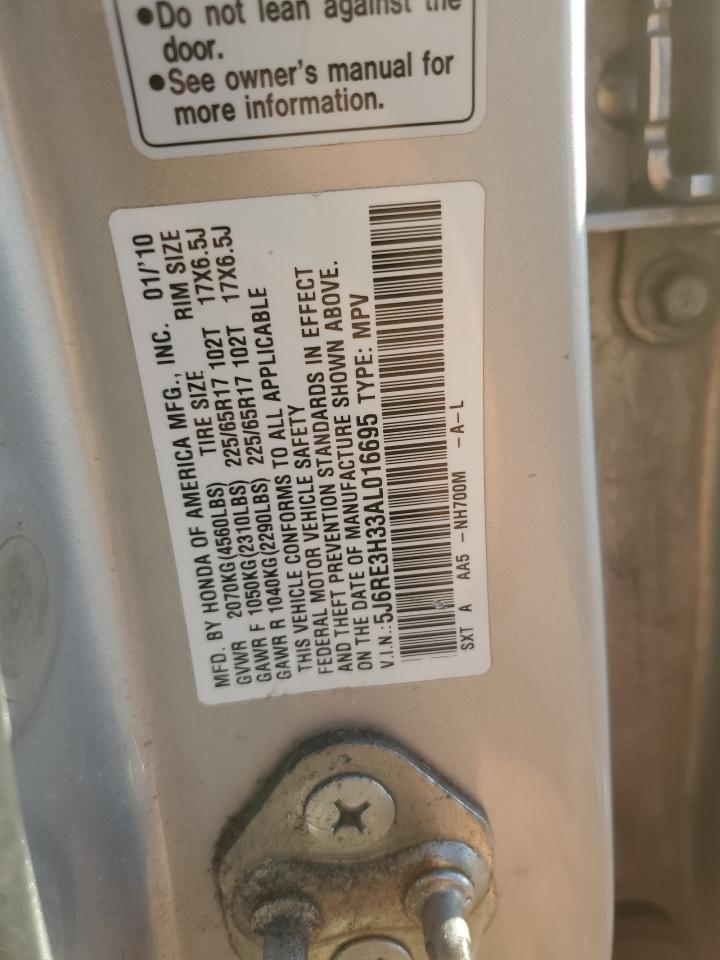 ●Do not lean against the
door.
●See owner's manual for
more information.
MFD. BY HONDA OF AMERICA MFG., INC. 01/'10
TIRE SIZE RIM SIZE
GVWR 2070KG(4560LBS) 225/65R17 102T 17X6.5J
GAWR F 1050KG(2310LBS) 225/65R17 102T 17X6.5J
GAWR R 1040KG(2290LBS)
THIS VEHICLE CONFORMS TO ALL APPLICABLE
FEDERAL MOTOR VEHICLE SAFETY
AND THEFT PREVENTION STANDARDS IN EFFECT
ON THE DATE OF MANUFACTURE SHOWN ABOVE.
V.I.N.:5J6RE3H33AL016695 TYPE: MPV
SXT A AA5 -NH700M -A-L